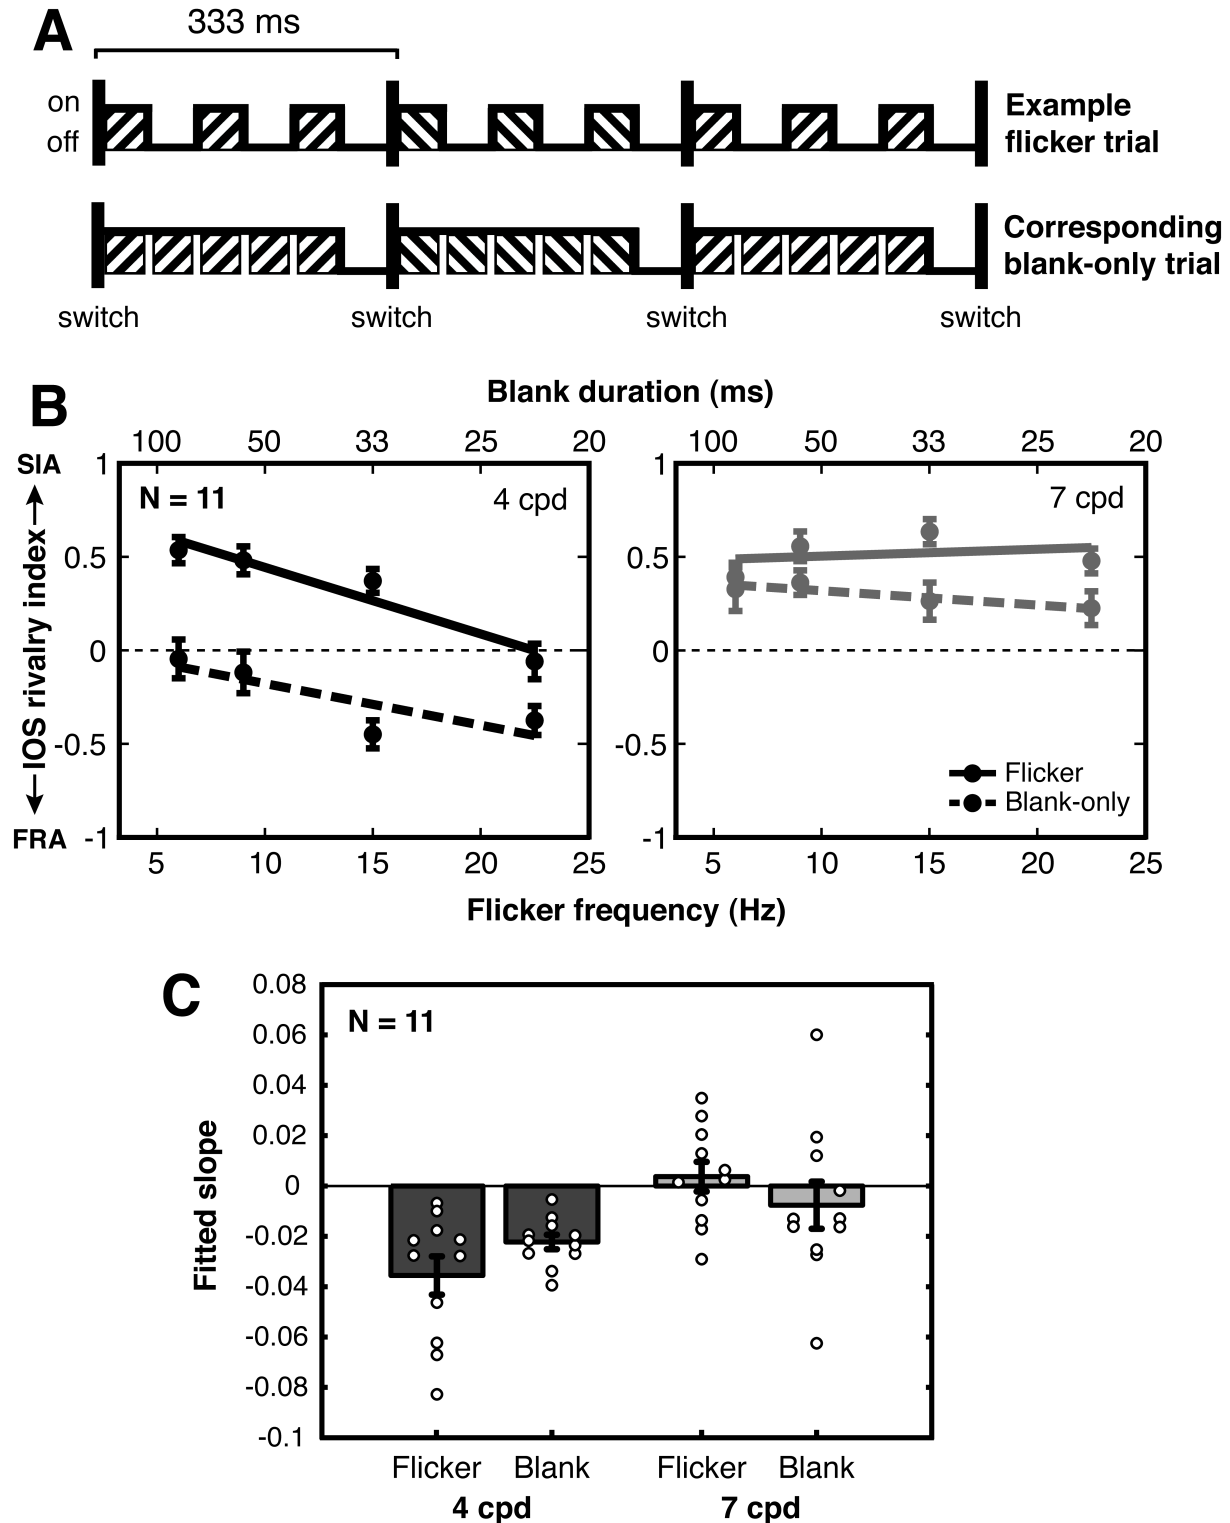 A
333 ms
on
off
Example
flicker trial
Corresponding
blank-only trial
switch switch switch switch
B
Blank duration (ms)
100 50 33 25 20
100 50 33 25 20
SIA
FRA
IOS rivalry index
1
0.5
0
-0.5
-1
N = 11
4 cpd
5 10 15 20 25
1
0.5
0
-0.5
-1
7 cpd
Flicker
Blank-only
5 10 15 20 25
Flicker frequency (Hz)
C
Fitted slope
0.08
0.06
0.04
0.02
0
-0.02
-0.04
-0.06
-0.08
-0.1
N = 11
Flicker Blank Flicker Blank
4 cpd 7 cpd